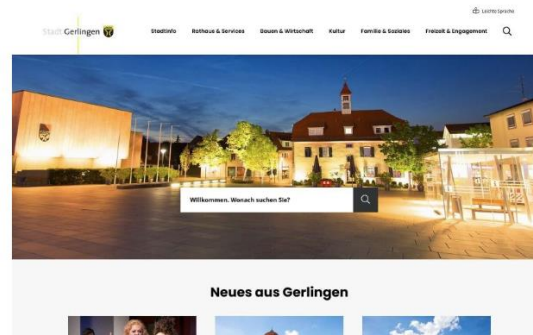 Leichte Sprache
Stadt Gerlingen
Stadtinfo Rathaus & Services Bauen & Wirtschaft Kultur Familie & Soziales Freizeit & Engagement
Willkommen. Wonach suchen Sie?
Neues aus Gerlingen